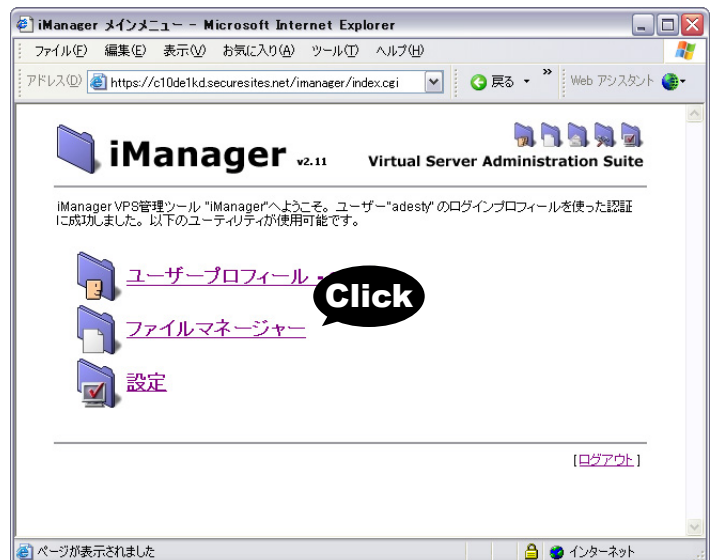 iManager メインメニュー - Microsoft Internet Explorer
ファイル(F) 編集(E) 表示(V) お気に入り(A) ツール(T) ヘルプ(H)
アドレス(D) https://c10de1kd.securesites.net/imanager/index.cgi 戻る » Web アシスタント
iManager v2.11 Virtual Server Administration Suite
iManager VPS管理ツール "iManager"へようこそ。ユーザー"adesty" のログインプロフィールを使った認証
に成功しました。以下のユーティリティが使用可能です。
ユーザープロフィール
Click
ファイルマネージャー
設定
[ログアウト]
ページが表示されました インターネット